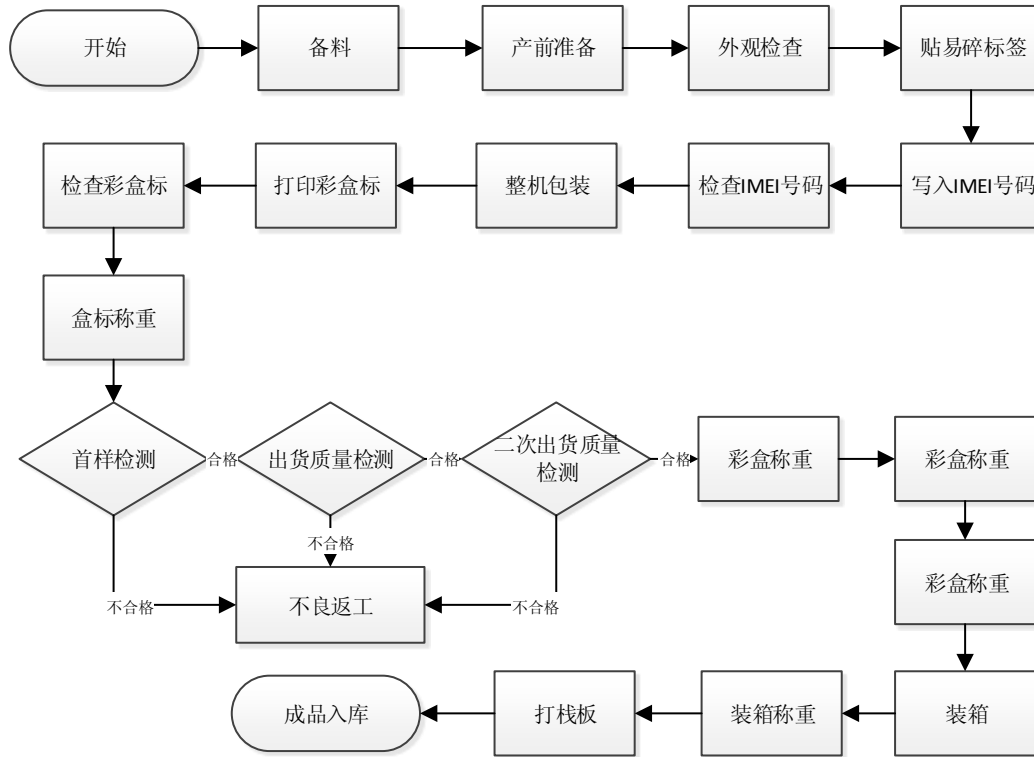 开始
备料
产前准备
外观检查
贴易碎标签
检查彩盒标
打印彩盒标
整机包装
检查IMEI号码
写入IMEI号码
盒标称重
首样检测
合格
出货质量检测
合格
二次出货质量
检测
合格
彩盒称重
彩盒称重
不合格
彩盒称重
不合格
不良返工
不合格
成品入库
打栈板
装箱称重
装箱